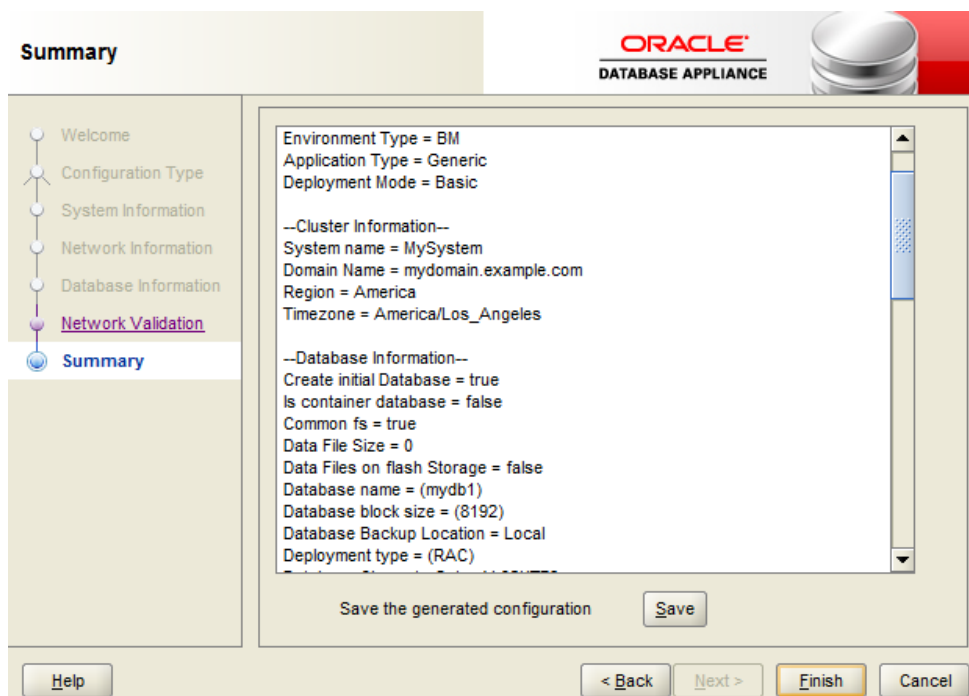 Summary
ORACLE
DATABASE APPLIANCE
Welcome
Configuration Type
System Information
Network Information
Database Information
Network Validation
Summary
Environment Type = BM
Application Type = Generic
Deployment Mode = Basic
--Cluster Information--
System name = MySystem
Domain Name = mydomain.example.com
Region = America
Timezone = America/Los_Angeles
--Database Information--
Create initial Database = true
Is container database = false
Common fs = true
Data File Size = 0
Data Files on flash Storage = false
Database name = (mydb1)
Database block size = (8192)
Database Backup Location = Local
Deployment type = (RAC)
Save the generated configuration
Save
Help
< Back
Next >
Finish
Cancel